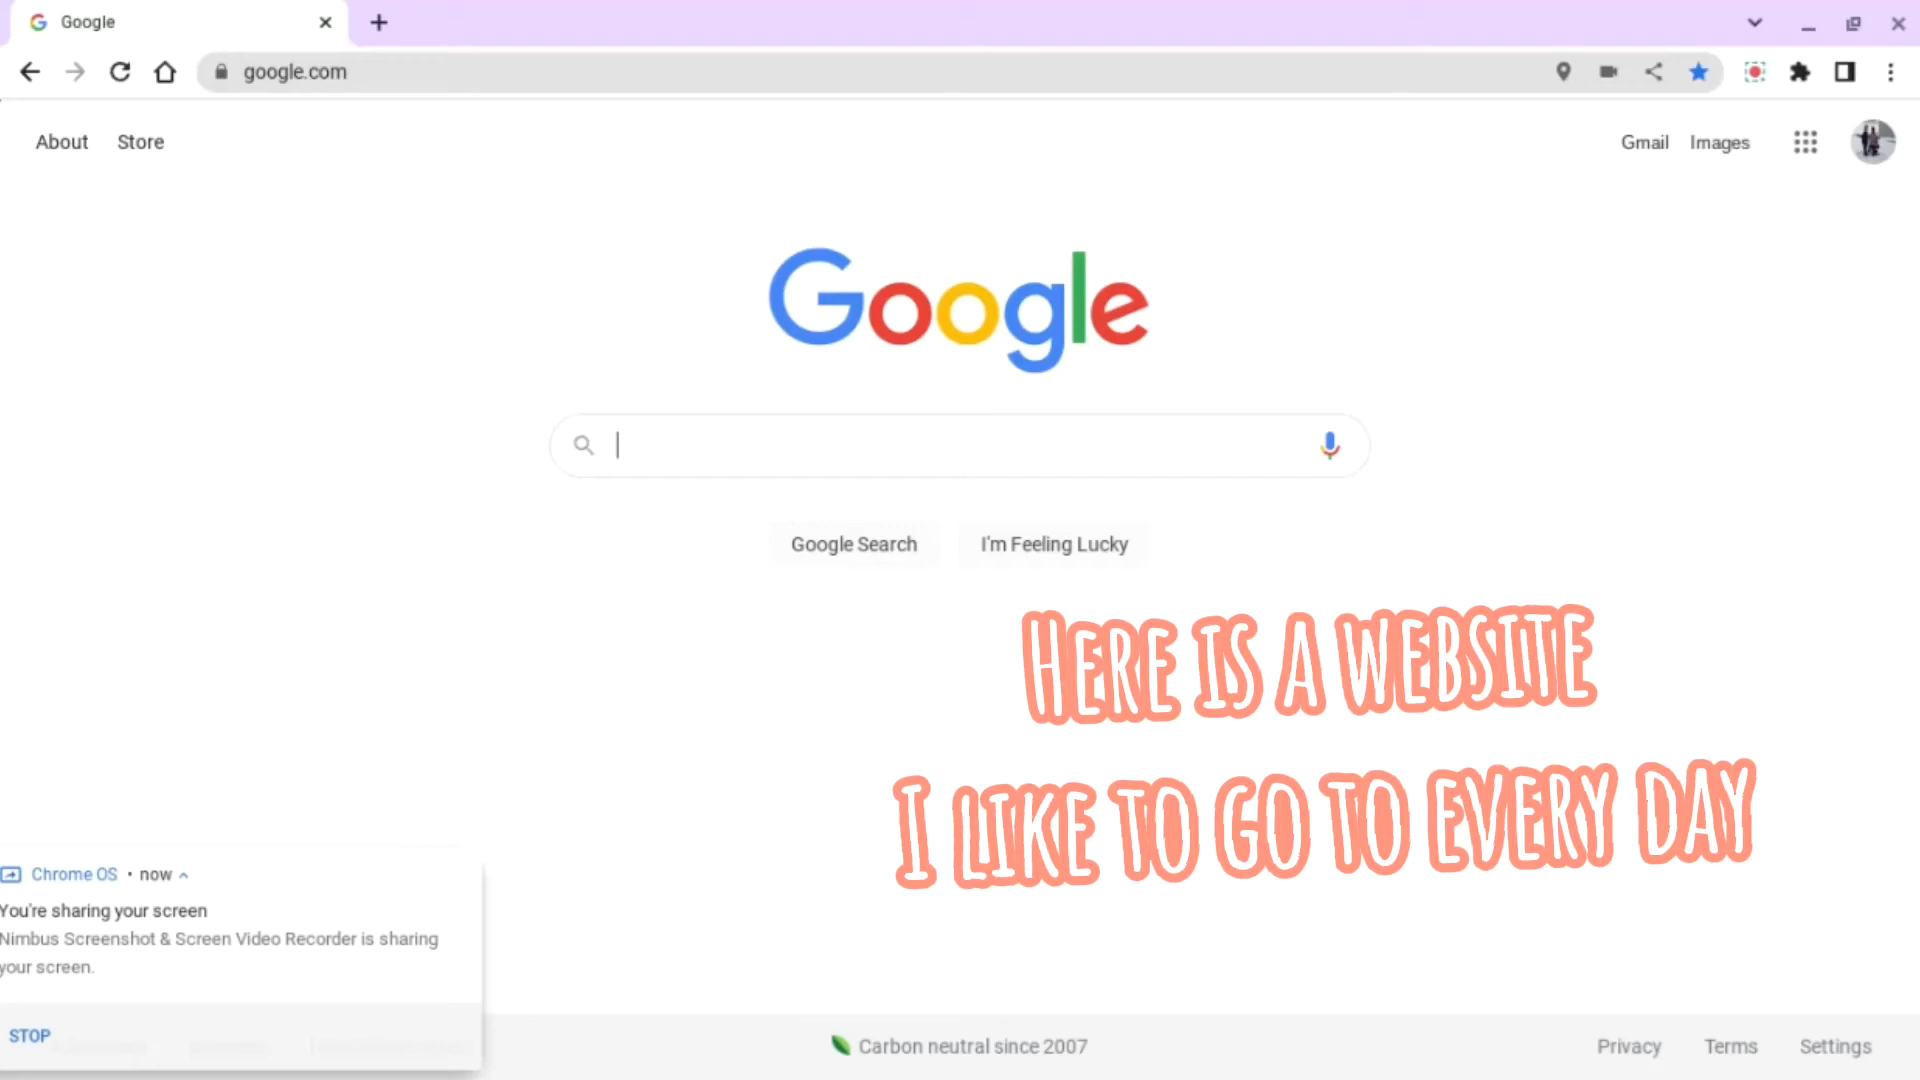 Google
google.com
About Store
Gmail Images
Google
Google Search I'm Feeling Lucky
HERE IS A WEBSITE
I LIKE TO GO TO EVERY DAY
Chrome OS • now
You're sharing your screen
Nimbus Screenshot & Screen Video Recorder is sharing
your screen.
STOP
Carbon neutral since 2007
Privacy Terms Settings